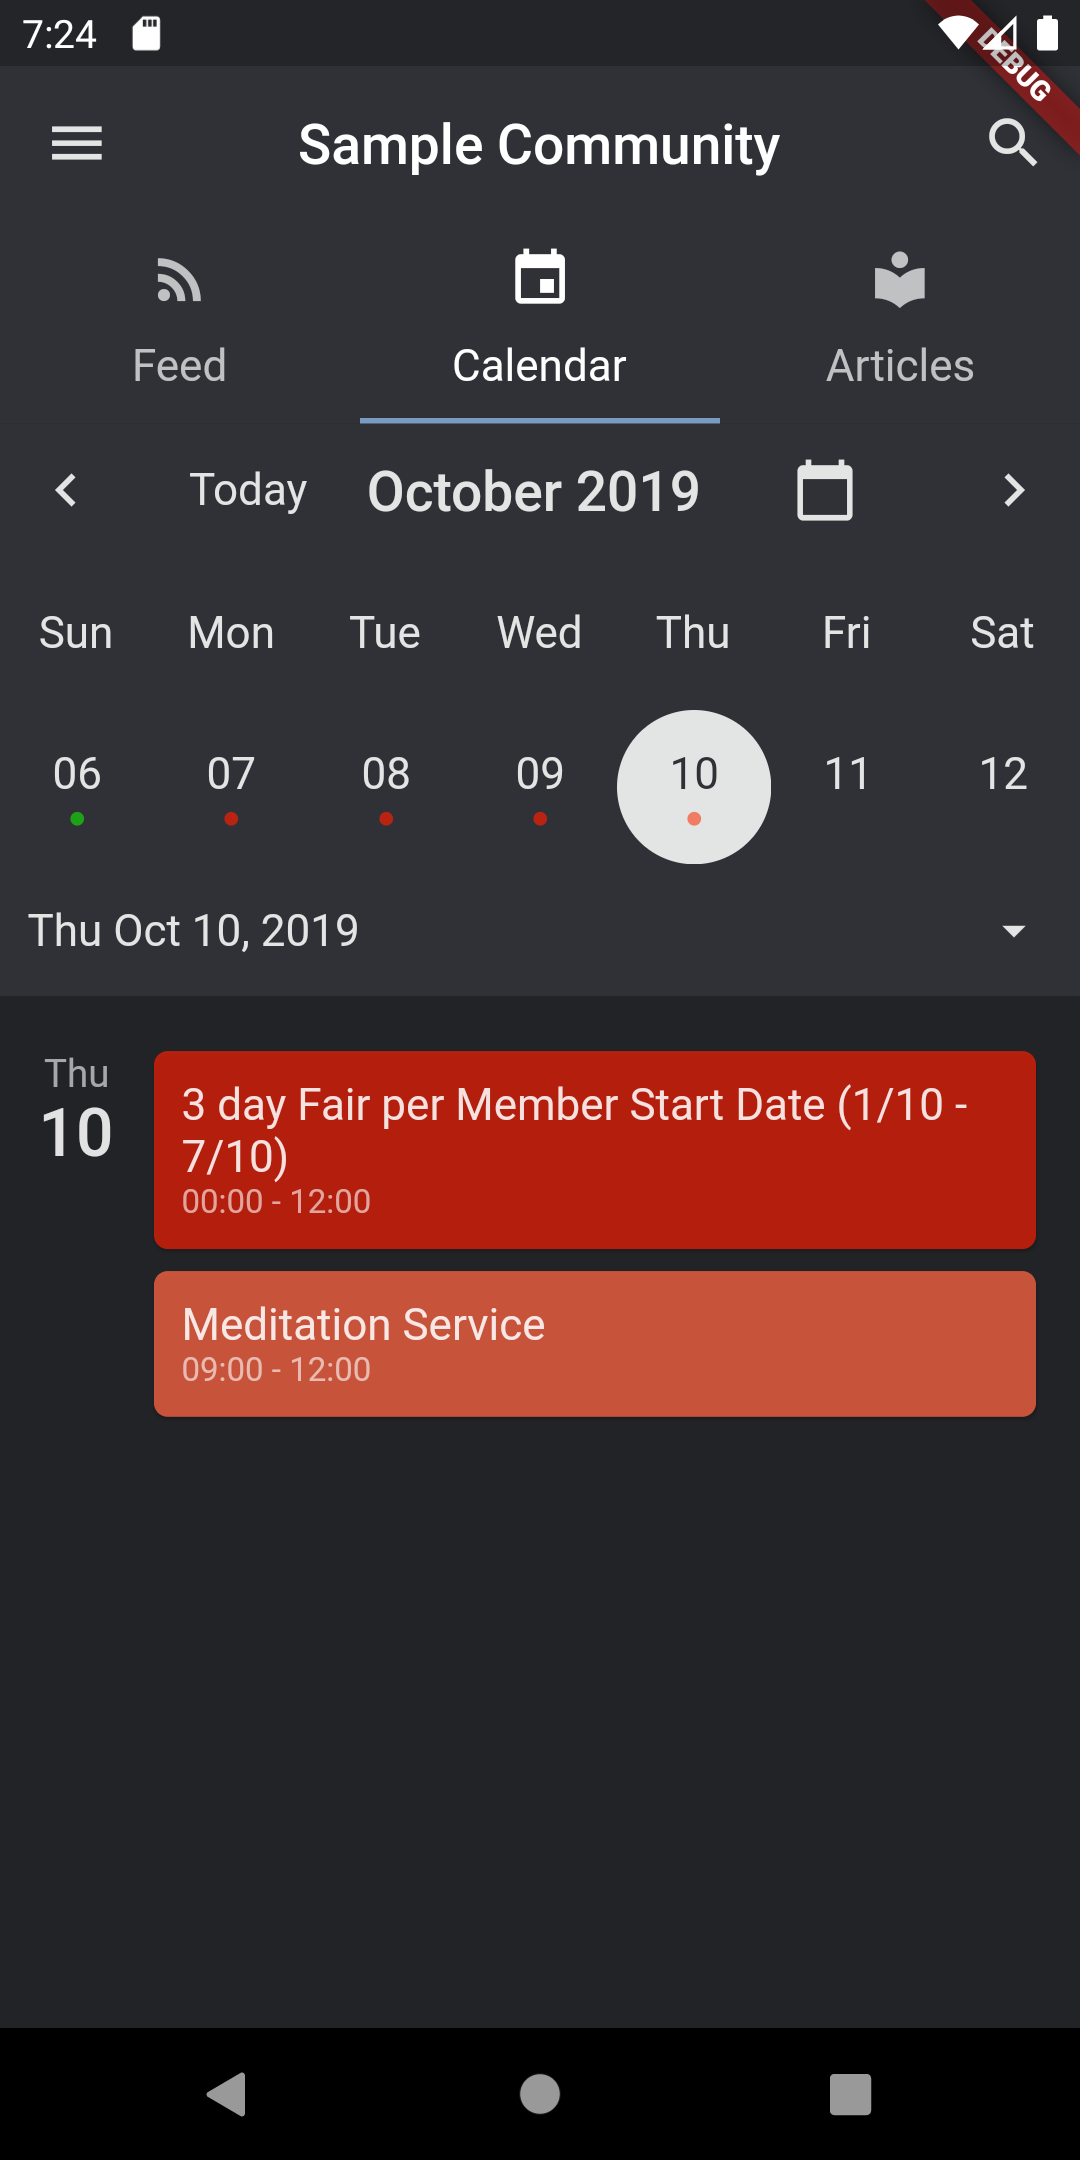 7:24
DEBUG
Sample Community
Feed Calendar Articles
Today October 2019
Sun Mon Tue Wed Thu Fri Sat
06 07 08 09 10 11 12
Thu Oct 10, 2019
Thu
10
3 day Fair per Member Start Date (1/10 -
7/10)
00:00 - 12:00
Meditation Service
09:00 - 12:00